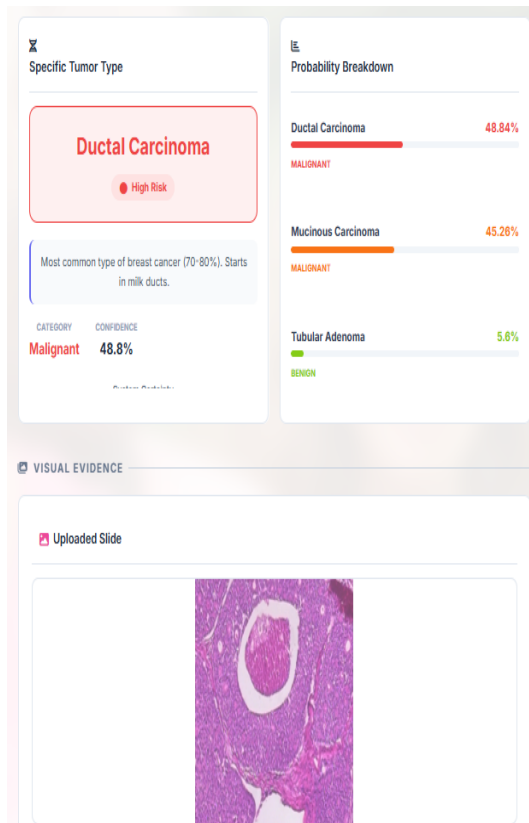 Specific Tumor Type
Ductal Carcinoma
High Risk
Most common type of breast cancer (70-80%). Starts
in milk ducts.
CATEGORY CONFIDENCE
Malignant 48.8%
Probability Breakdown
Ductal Carcinoma 48.84%
MALIGNANT
Mucinous Carcinoma 45.26%
MALIGNANT
Tubular Adenoma 5.6%
BENIGN
VISUAL EVIDENCE
Uploaded Slide